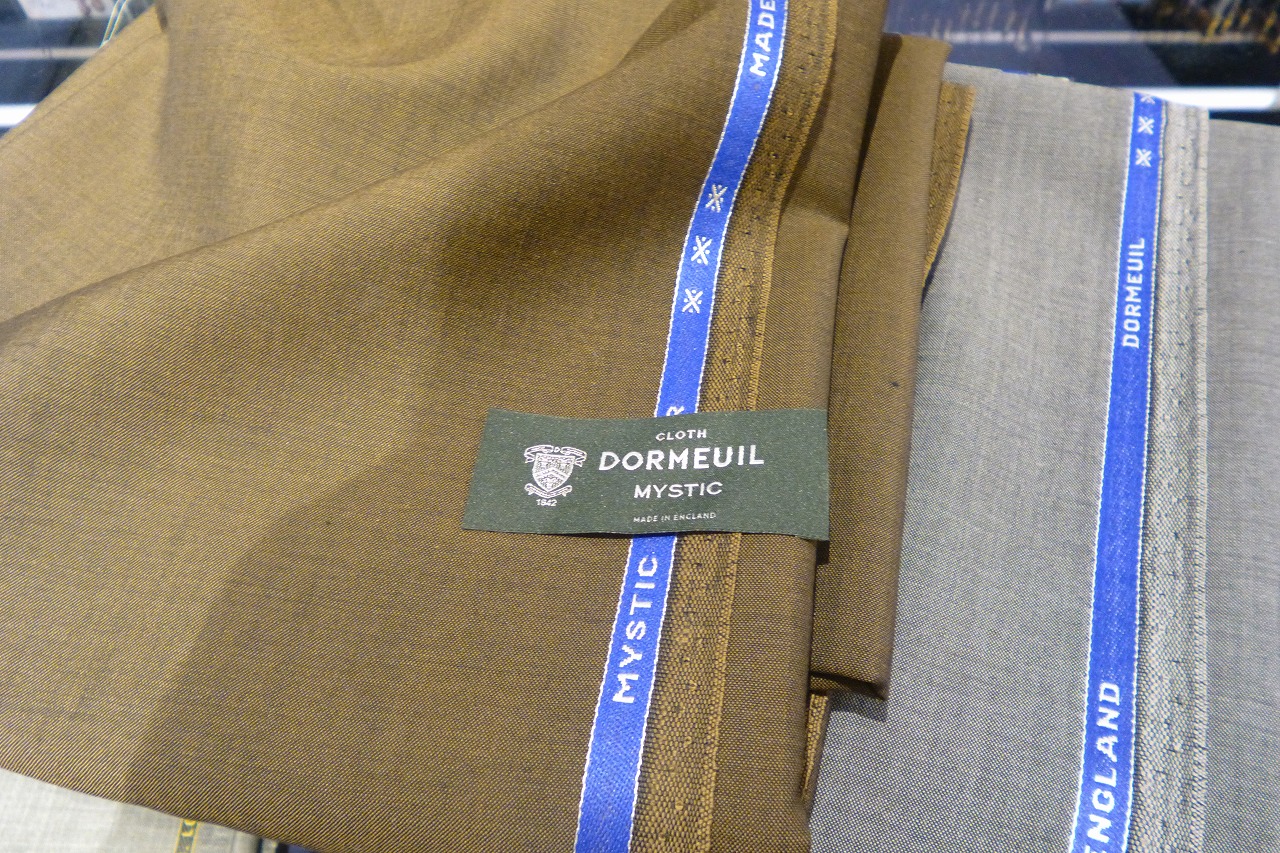 MADE
CLOTH
DORMEUIL
MYSTIC
MADE IN ENGLAND
1842
MYSTIC
DORMEUIL
ENGLAND